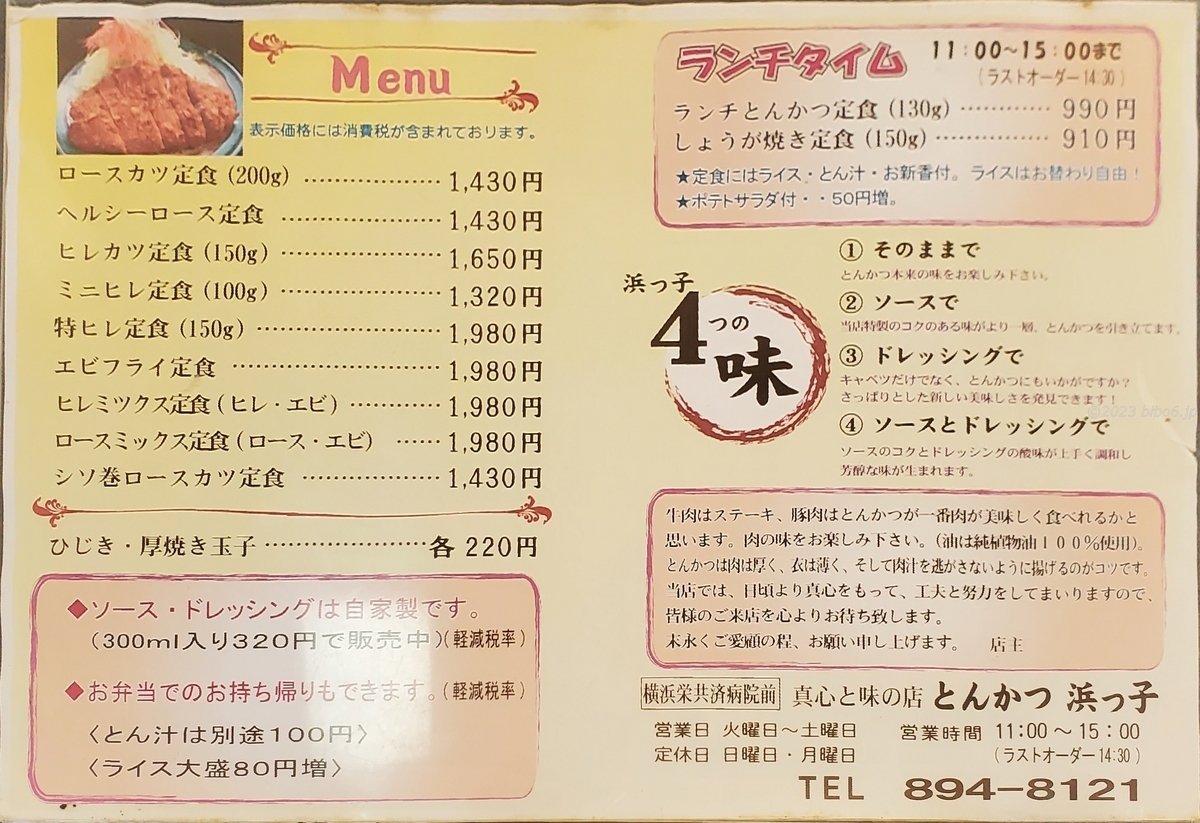 Menu
表示価格には消費税が含まれております。
ロースカツ定食 (200g) ………………… 1,430円
ヘルシーロース定食 ………………… 1,430円
ヒレカツ定食 (150g) ………………… 1,650円
ミニヒレ定食 (100g) ………………… 1,320円
特ヒレ定食 (150g) ………………… 1,980円
エビフライ定食 ………………… 1,980円
ヒレミツクス定食 (ヒレ・エビ) ………… 1,980円
ロースミックス定食 (ロース・エビ) …… 1,980円
シソ巻ロースカツ定食 ………………… 1,430円
ひじき・厚焼き玉子 ………………… 各 220円
◆ソース・ドレッシングは自家製です。
(300ml入り320円で販売中)(軽減税率)
◆お弁当でのお持ち帰りもできます。(軽減税率)
〈とん汁は別途100円〉
〈ライス大盛80円増〉
ランチタイム 11:00〜15:00まで
(ラストオーダー14:30)
ランチとんかつ定食 (130g) ………… 990円
しょうが焼き定食 (150g) ………… 910円
★定食にはライス・とん汁・お新香付。ライスはお替わり自由!
★ポテトサラダ付・・50円増。
浜っ子
4つの味
① そのままで
とんかつ本来の味をお楽しみ下さい。
② ソースで
当店特製のコクのある味がより一層、とんかつを引き立てます。
③ ドレッシングで
キャベツだけでなく、とんかつにもいかがですか?
さっぱりとした新しい美味しさを発見できます!
④ ソースとドレッシングで
ソースのコクとドレッシングの酸味が上手く調和し
芳醇な味が生まれます。
©2023 bibo6.jp
牛肉はステーキ、豚肉はとんかつが一番肉が美味しく食べれるかと
思います。肉の味をお楽しみ下さい。(油は純植物油100%使用)。
とんかつは肉は厚く、衣は薄く、そして肉汁を逃がさないように揚げるのがコツです。
当店では、日頃より真心をもって、工夫と努力をしてまいりますので、
皆様のご来店を心よりお待ち致します。
末永くご愛顧の程、お願い申し上げます。 店主
横浜栄共済病院前 真心と味の店 とんかつ 浜っ子
営業日 火曜日〜土曜日 営業時間 11:00〜15:00
定休日 日曜日・月曜日 (ラストオーダー14:30)
TEL 894-8121